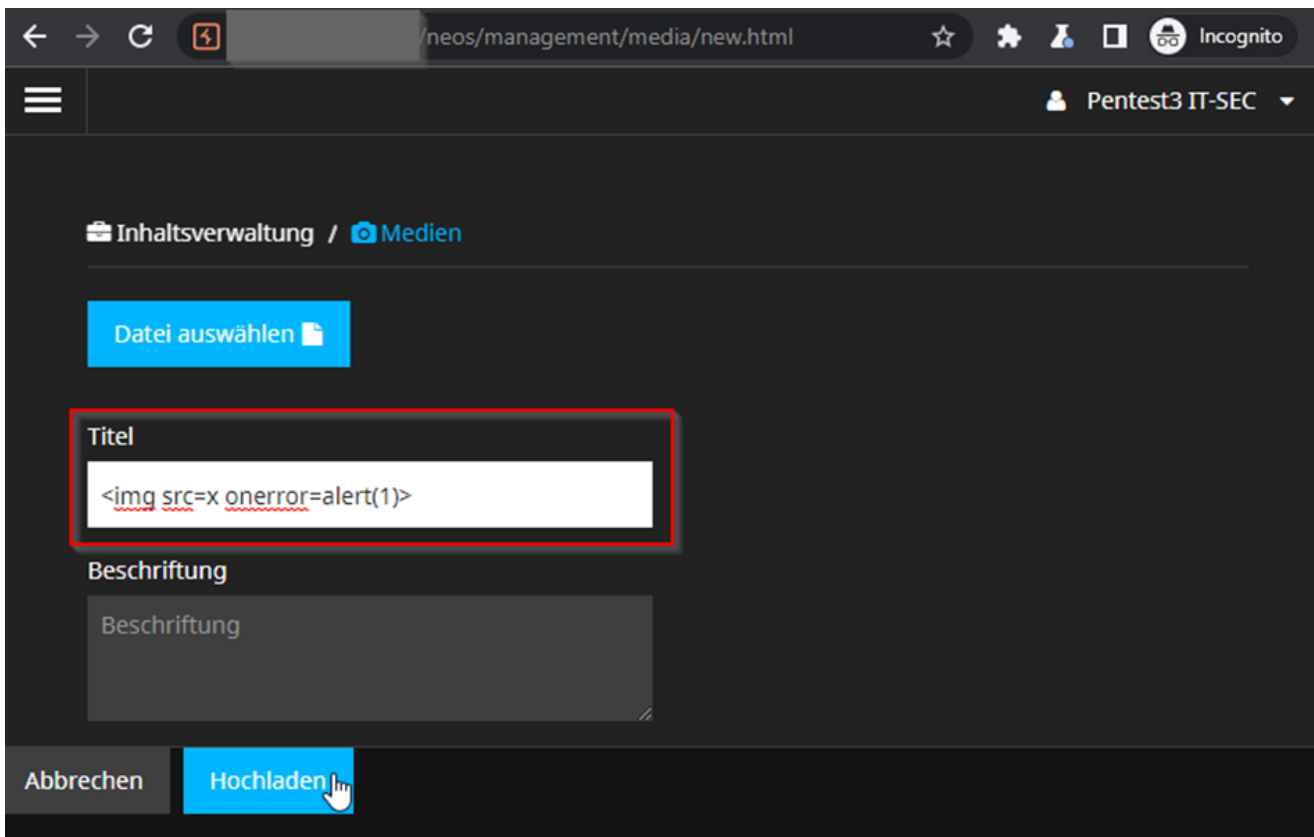 /neos/management/media/new.html
Incognito
Pentest3 IT-SEC
Inhaltsverwaltung / Medien
Datei auswählen
Titel
<img src=x onerror=alert(1)>
Beschriftung
Beschriftung
Abbrechen
Hochladen